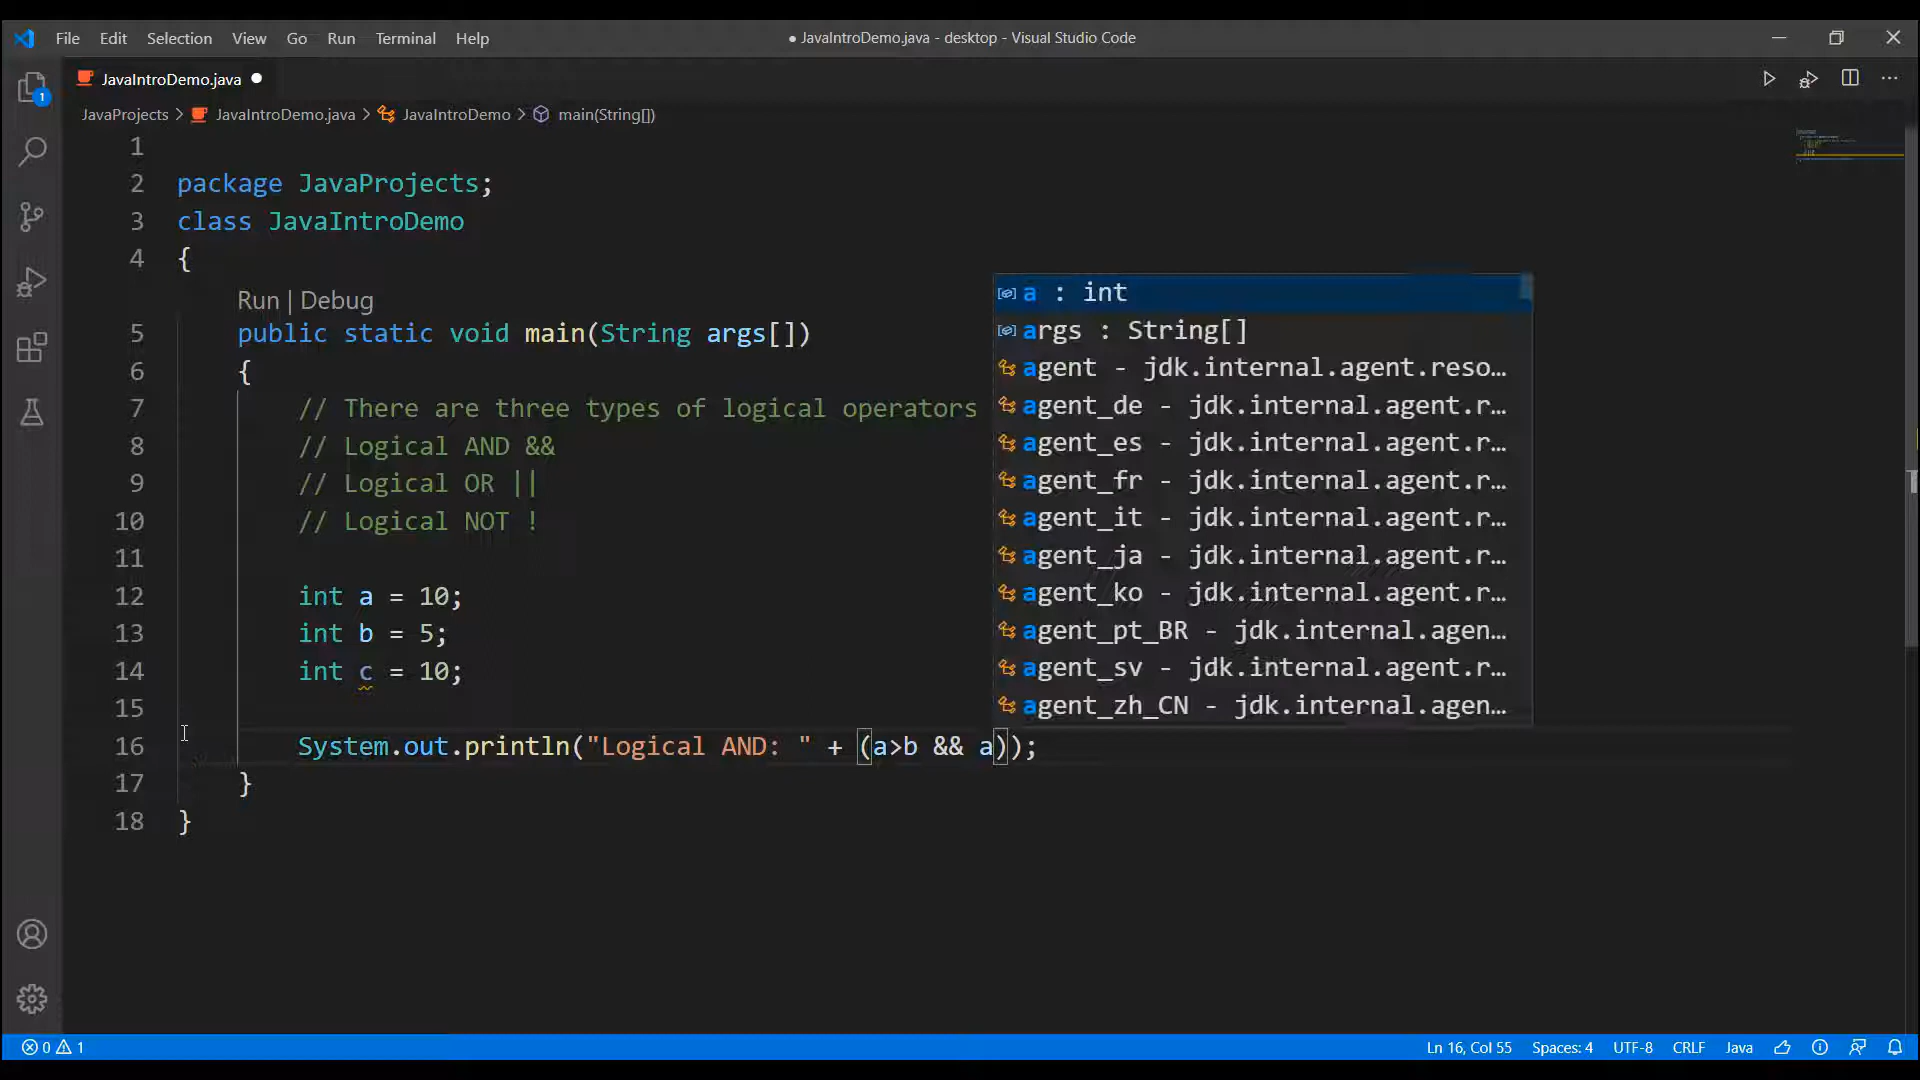 File Edit Selection View Go Run Terminal Help
● JavaIntroDemo.java - desktop - Visual Studio Code
JavaIntroDemo.java
JavaProjects > JavaIntroDemo.java > JavaIntroDemo > main(String[])
1
2 package JavaProjects;
3 class JavaIntroDemo
4 {
Run | Debug
5 public static void main(String args[])
6 {
7 // There are three types of logical operators
8 // Logical AND &&
9 // Logical OR ||
10 // Logical NOT !
11
12 int a = 10;
13 int b = 5;
14 int c = 10;
15
16 System.out.println("Logical AND: " + (a>b && a));
17 }
18 }
a : int
args : String[]
agent - jdk.internal.agent.reso…
agent_de - jdk.internal.agent.r…
agent_es - jdk.internal.agent.r…
agent_fr - jdk.internal.agent.r…
agent_it - jdk.internal.agent.r…
agent_ja - jdk.internal.agent.r…
agent_ko - jdk.internal.agent.r…
agent_pt_BR - jdk.internal.agen…
agent_sv - jdk.internal.agent.r…
agent_zh_CN - jdk.internal.agen…
1
0 1
Ln 16, Col 55 Spaces: 4 UTF-8 CRLF Java